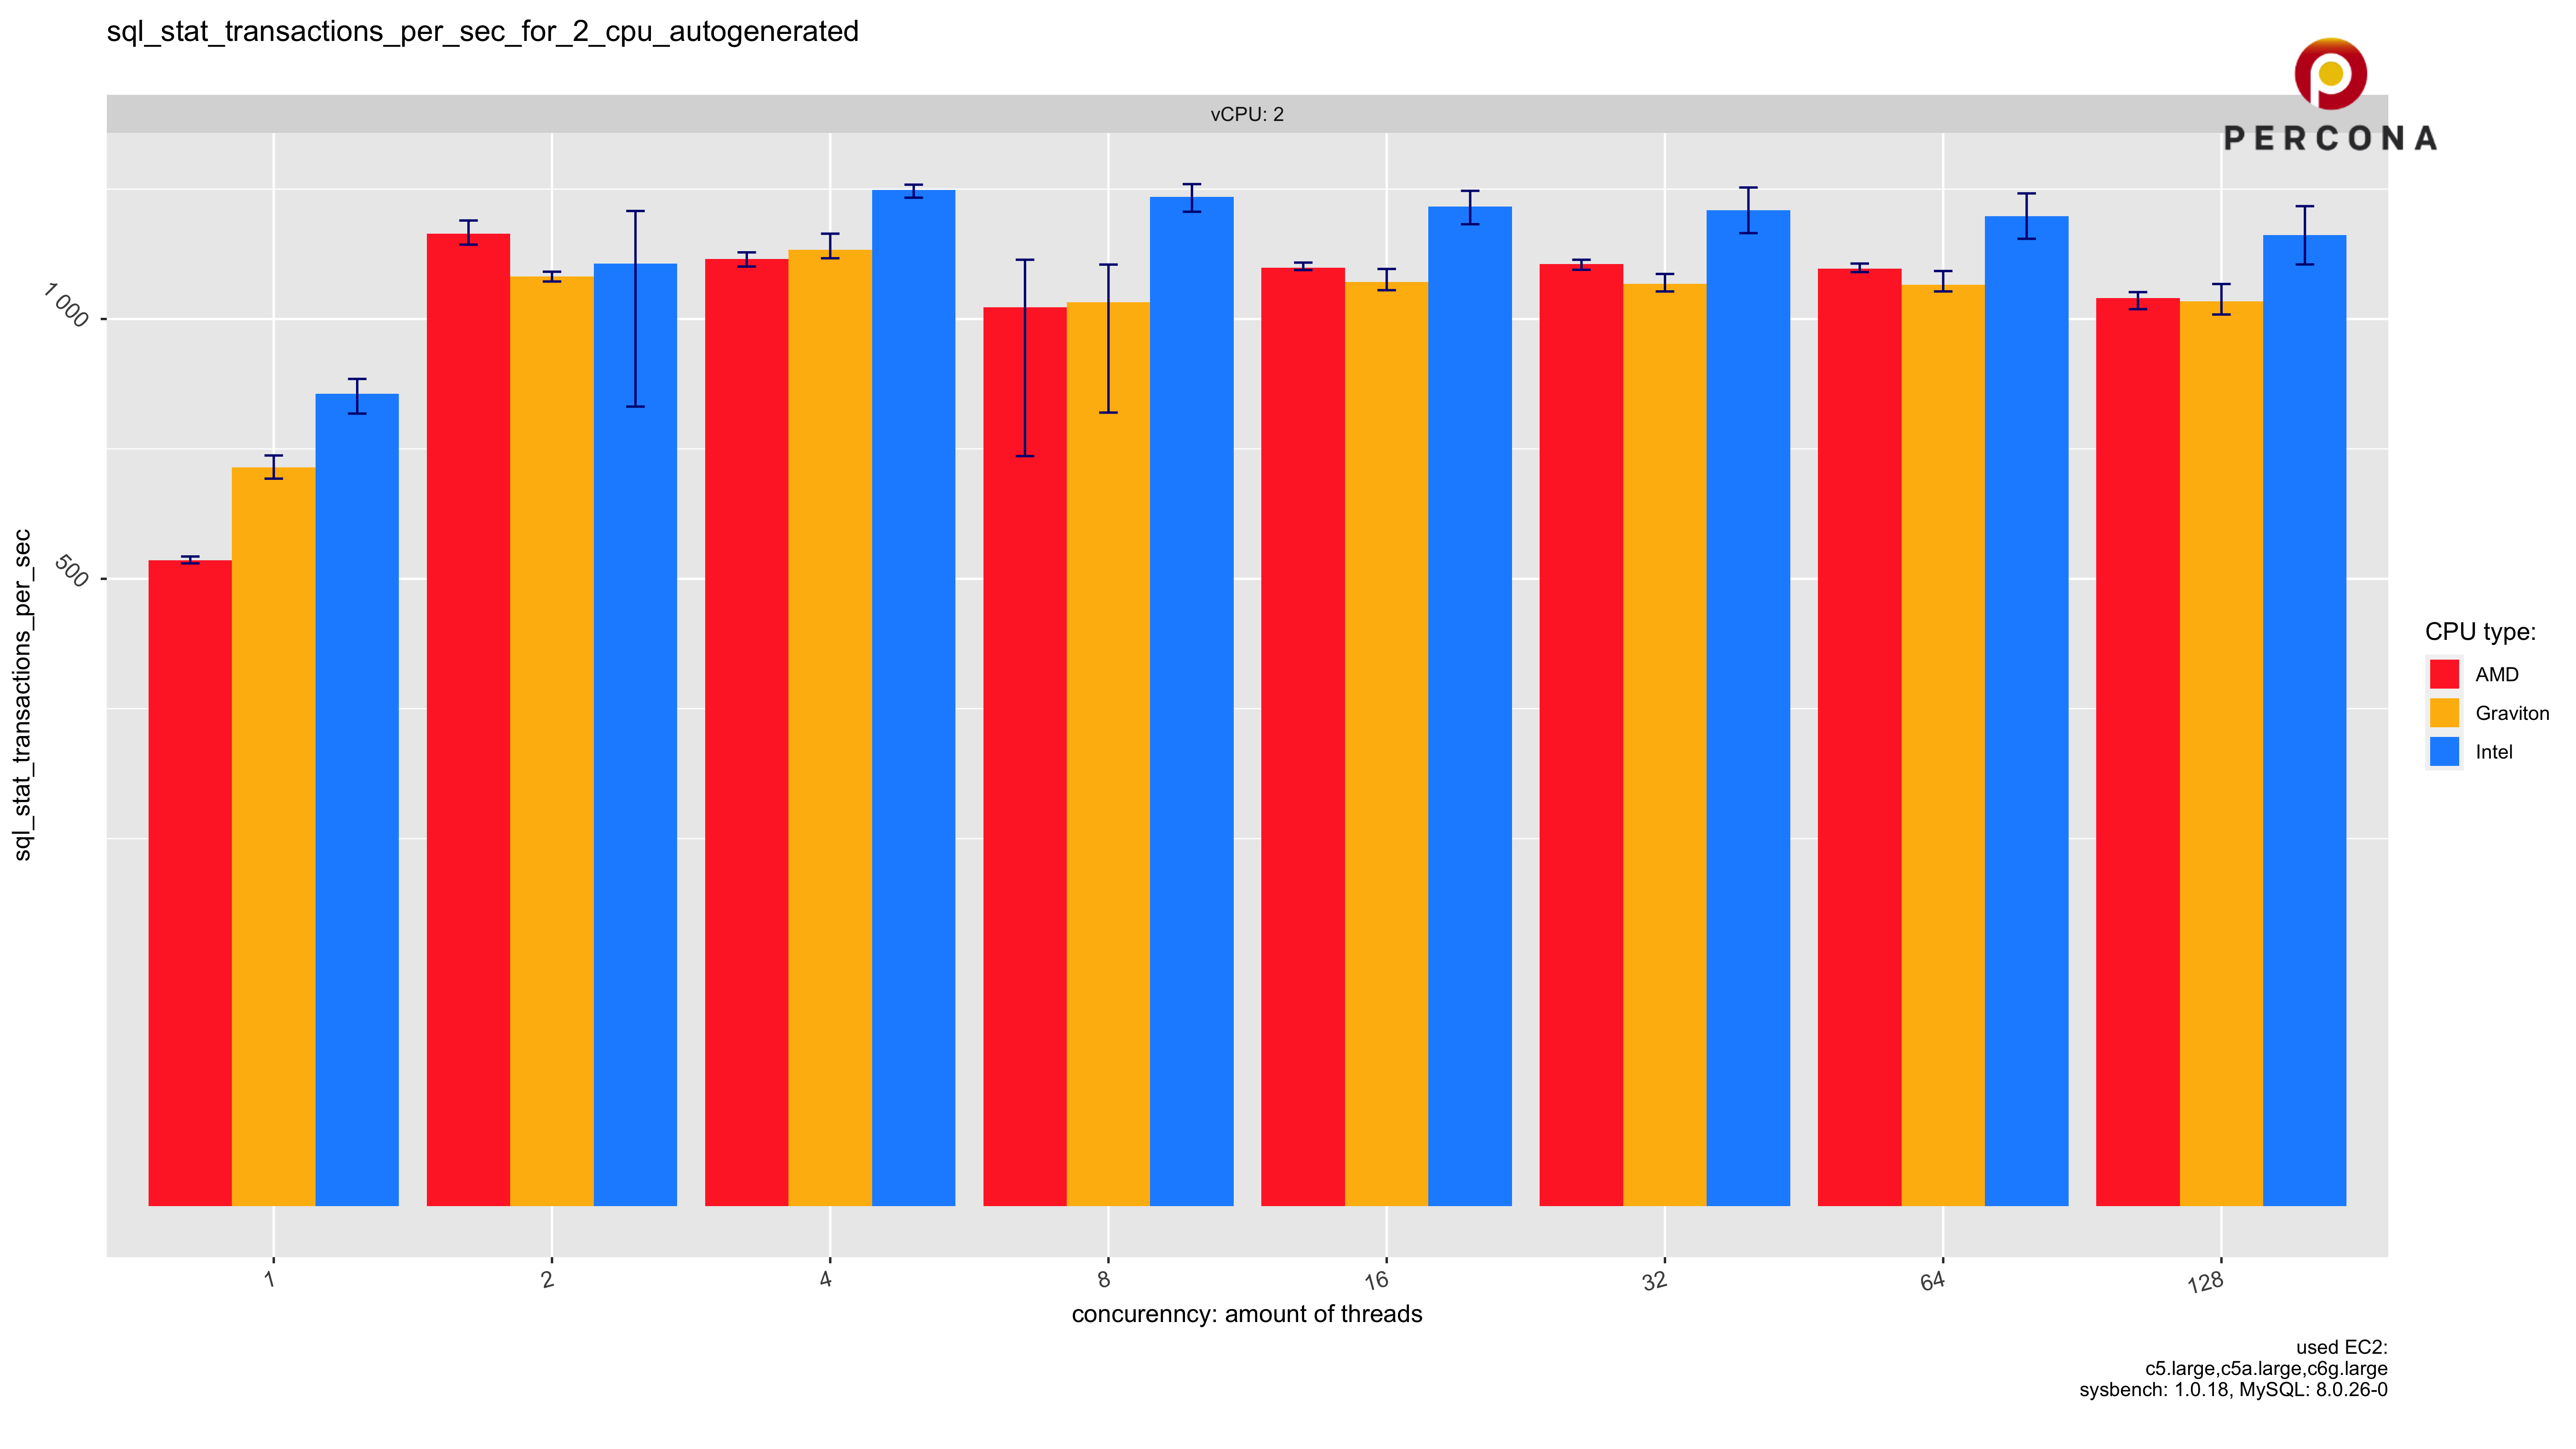 sql_stat_transactions_per_sec_for_2_cpu_autogenerated
PERCONA
vCPU: 2
sql_stat_transactions_per_sec
1 000
500
CPU type:
AMD
Graviton
Intel
1 2 4 8 16 32 64 128
concurenncy: amount of threads
used EC2:
c5.large,c5a.large,c6g.large
sysbench: 1.0.18, MySQL: 8.0.26-0